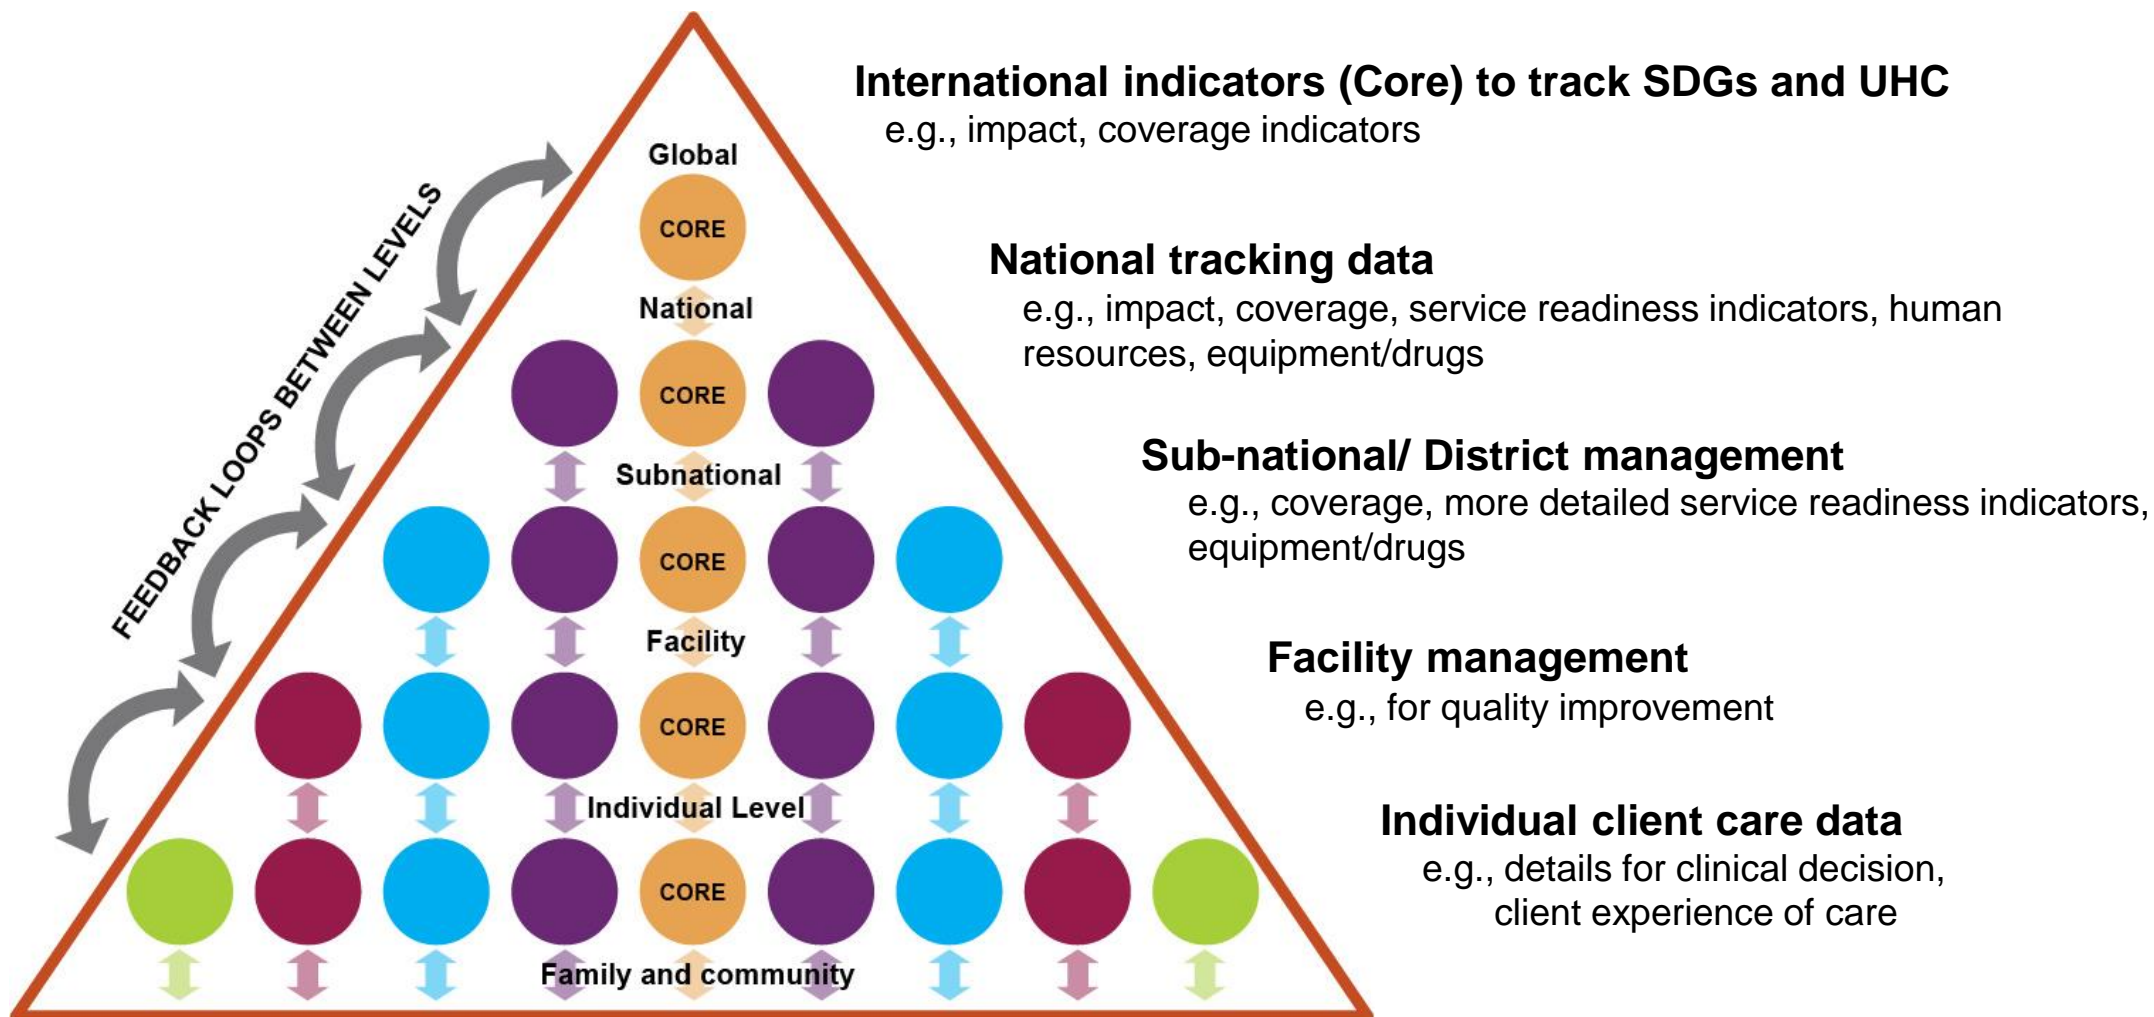 International indicators (Core) to track SDGs and UHC
e.g., impact, coverage indicators
Global
CORE
National tracking data
e.g., impact, coverage, service readiness indicators, human
resources, equipment/drugs
National
CORE
Sub-national/ District management
e.g., coverage, more detailed service readiness indicators,
equipment/drugs
Subnational
CORE
Facility management
e.g., for quality improvement
Facility
CORE
Individual client care data
e.g., details for clinical decision,
client experience of care
Individual Level
CORE
Family and community
FEEDBACK LOOPS BETWEEN LEVELS